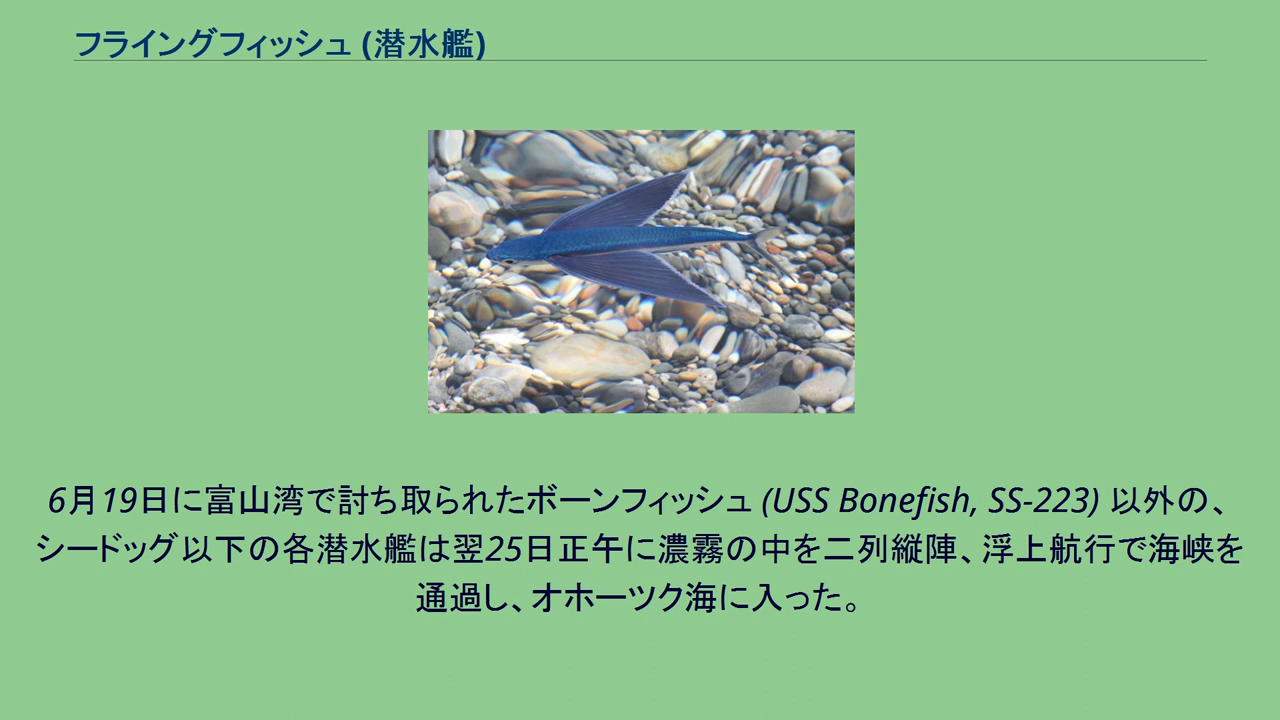 フライングフィッシュ (潜水艦)
6月19日に富山湾で討ち取られたボーンフィッシュ (USS Bonefish, SS-223) 以外の、
シードッグ以下の各潜水艦は翌25日正午に濃霧の中を二列縦陣、浮上航行で海峡を
通過し、オホーツク海に入った。